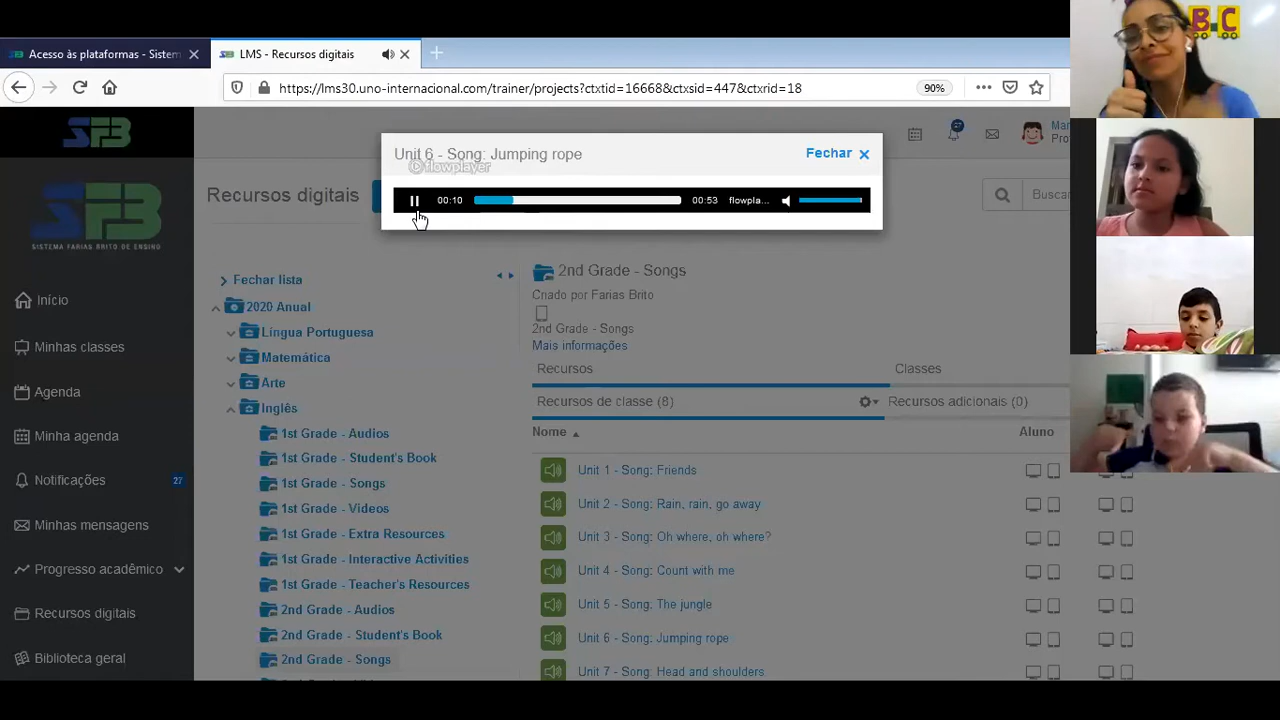 Acesso às plataformas - Sistem
LMS - Recursos digitais
https://lms30.uno-internacional.com/trainer/projects?ctxtid=16668&ctxsid=447&ctxrid=18
90%
B C
SFB
SFB
SISTEMA FARIAS BRITO DE ENSINO
Início
Minhas classes
Agenda
Minha agenda
Notificações
27
Minhas mensagens
Progresso acadêmico
Recursos digitais
Biblioteca geral
Recursos digitais
27
Mar
Pro
Buscar
Unit 6 - Song: Jumping rope
flowplayer
Fechar
00:10
00:53
flowpla...
Fechar lista
2020 Anual
Língua Portuguesa
Matemática
Arte
Inglês
1st Grade - Audios
1st Grade - Student's Book
1st Grade - Songs
1st Grade - Videos
1st Grade - Extra Resources
1st Grade - Interactive Activities
1st Grade - Teacher's Resources
2nd Grade - Audios
2nd Grade - Student's Book
2nd Grade - Songs
2nd Grade - Songs
Criado por Farias Brito
2nd Grade - Songs
Mais informações
Recursos
Classes
Recursos de classe (8)
Recursos adicionais (0)
Nome
Aluno
Unit 1 - Song: Friends
Unit 2 - Song: Rain, rain, go away
Unit 3 - Song: Oh where, oh where?
Unit 4 - Song: Count with me
Unit 5 - Song: The jungle
Unit 6 - Song: Jumping rope
Unit 7 - Song: Head and shoulders